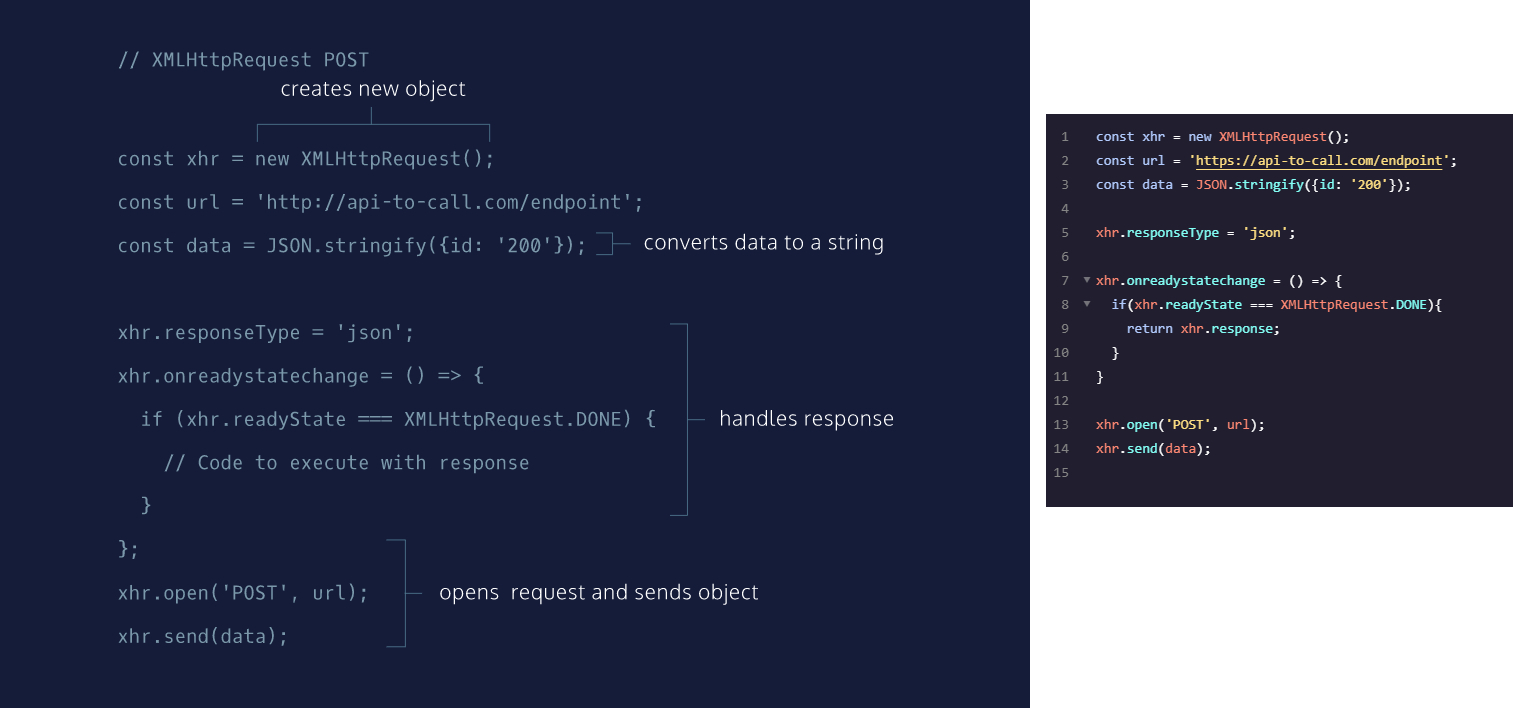 // XMLHttpRequest POST
creates new object
const xhr = new XMLHttpRequest();
const url = 'http://api-to-call.com/endpoint';
const data = JSON.stringify({id: '200'});
converts data to a string
xhr.responseType = 'json';
xhr.onreadystatechange = () => {
if (xhr.readyState === XMLHttpRequest.DONE) {
handles response
// Code to execute with response
}
};
xhr.open('POST', url);
opens request and sends object
xhr.send(data);
1 const xhr = new XMLHttpRequest();
2 const url = 'https://api-to-call.com/endpoint';
3 const data = JSON.stringify({id: '200'});
4
5 xhr.responseType = 'json';
6
7 xhr.onreadystatechange = () => {
8 if(xhr.readyState === XMLHttpRequest.DONE){
9 return xhr.response;
10 }
11 }
12
13 xhr.open('POST', url);
14 xhr.send(data);
15